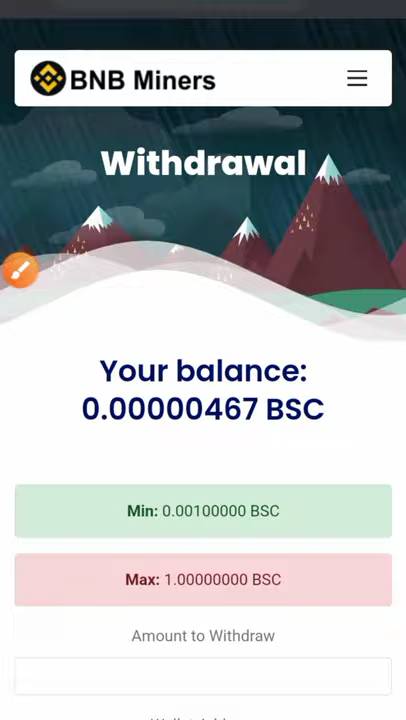 BNB Miners
Withdrawal
Your balance:
0.00000467 BSC
Min: 0.00100000 BSC
Max: 1.00000000 BSC
Amount to Withdraw